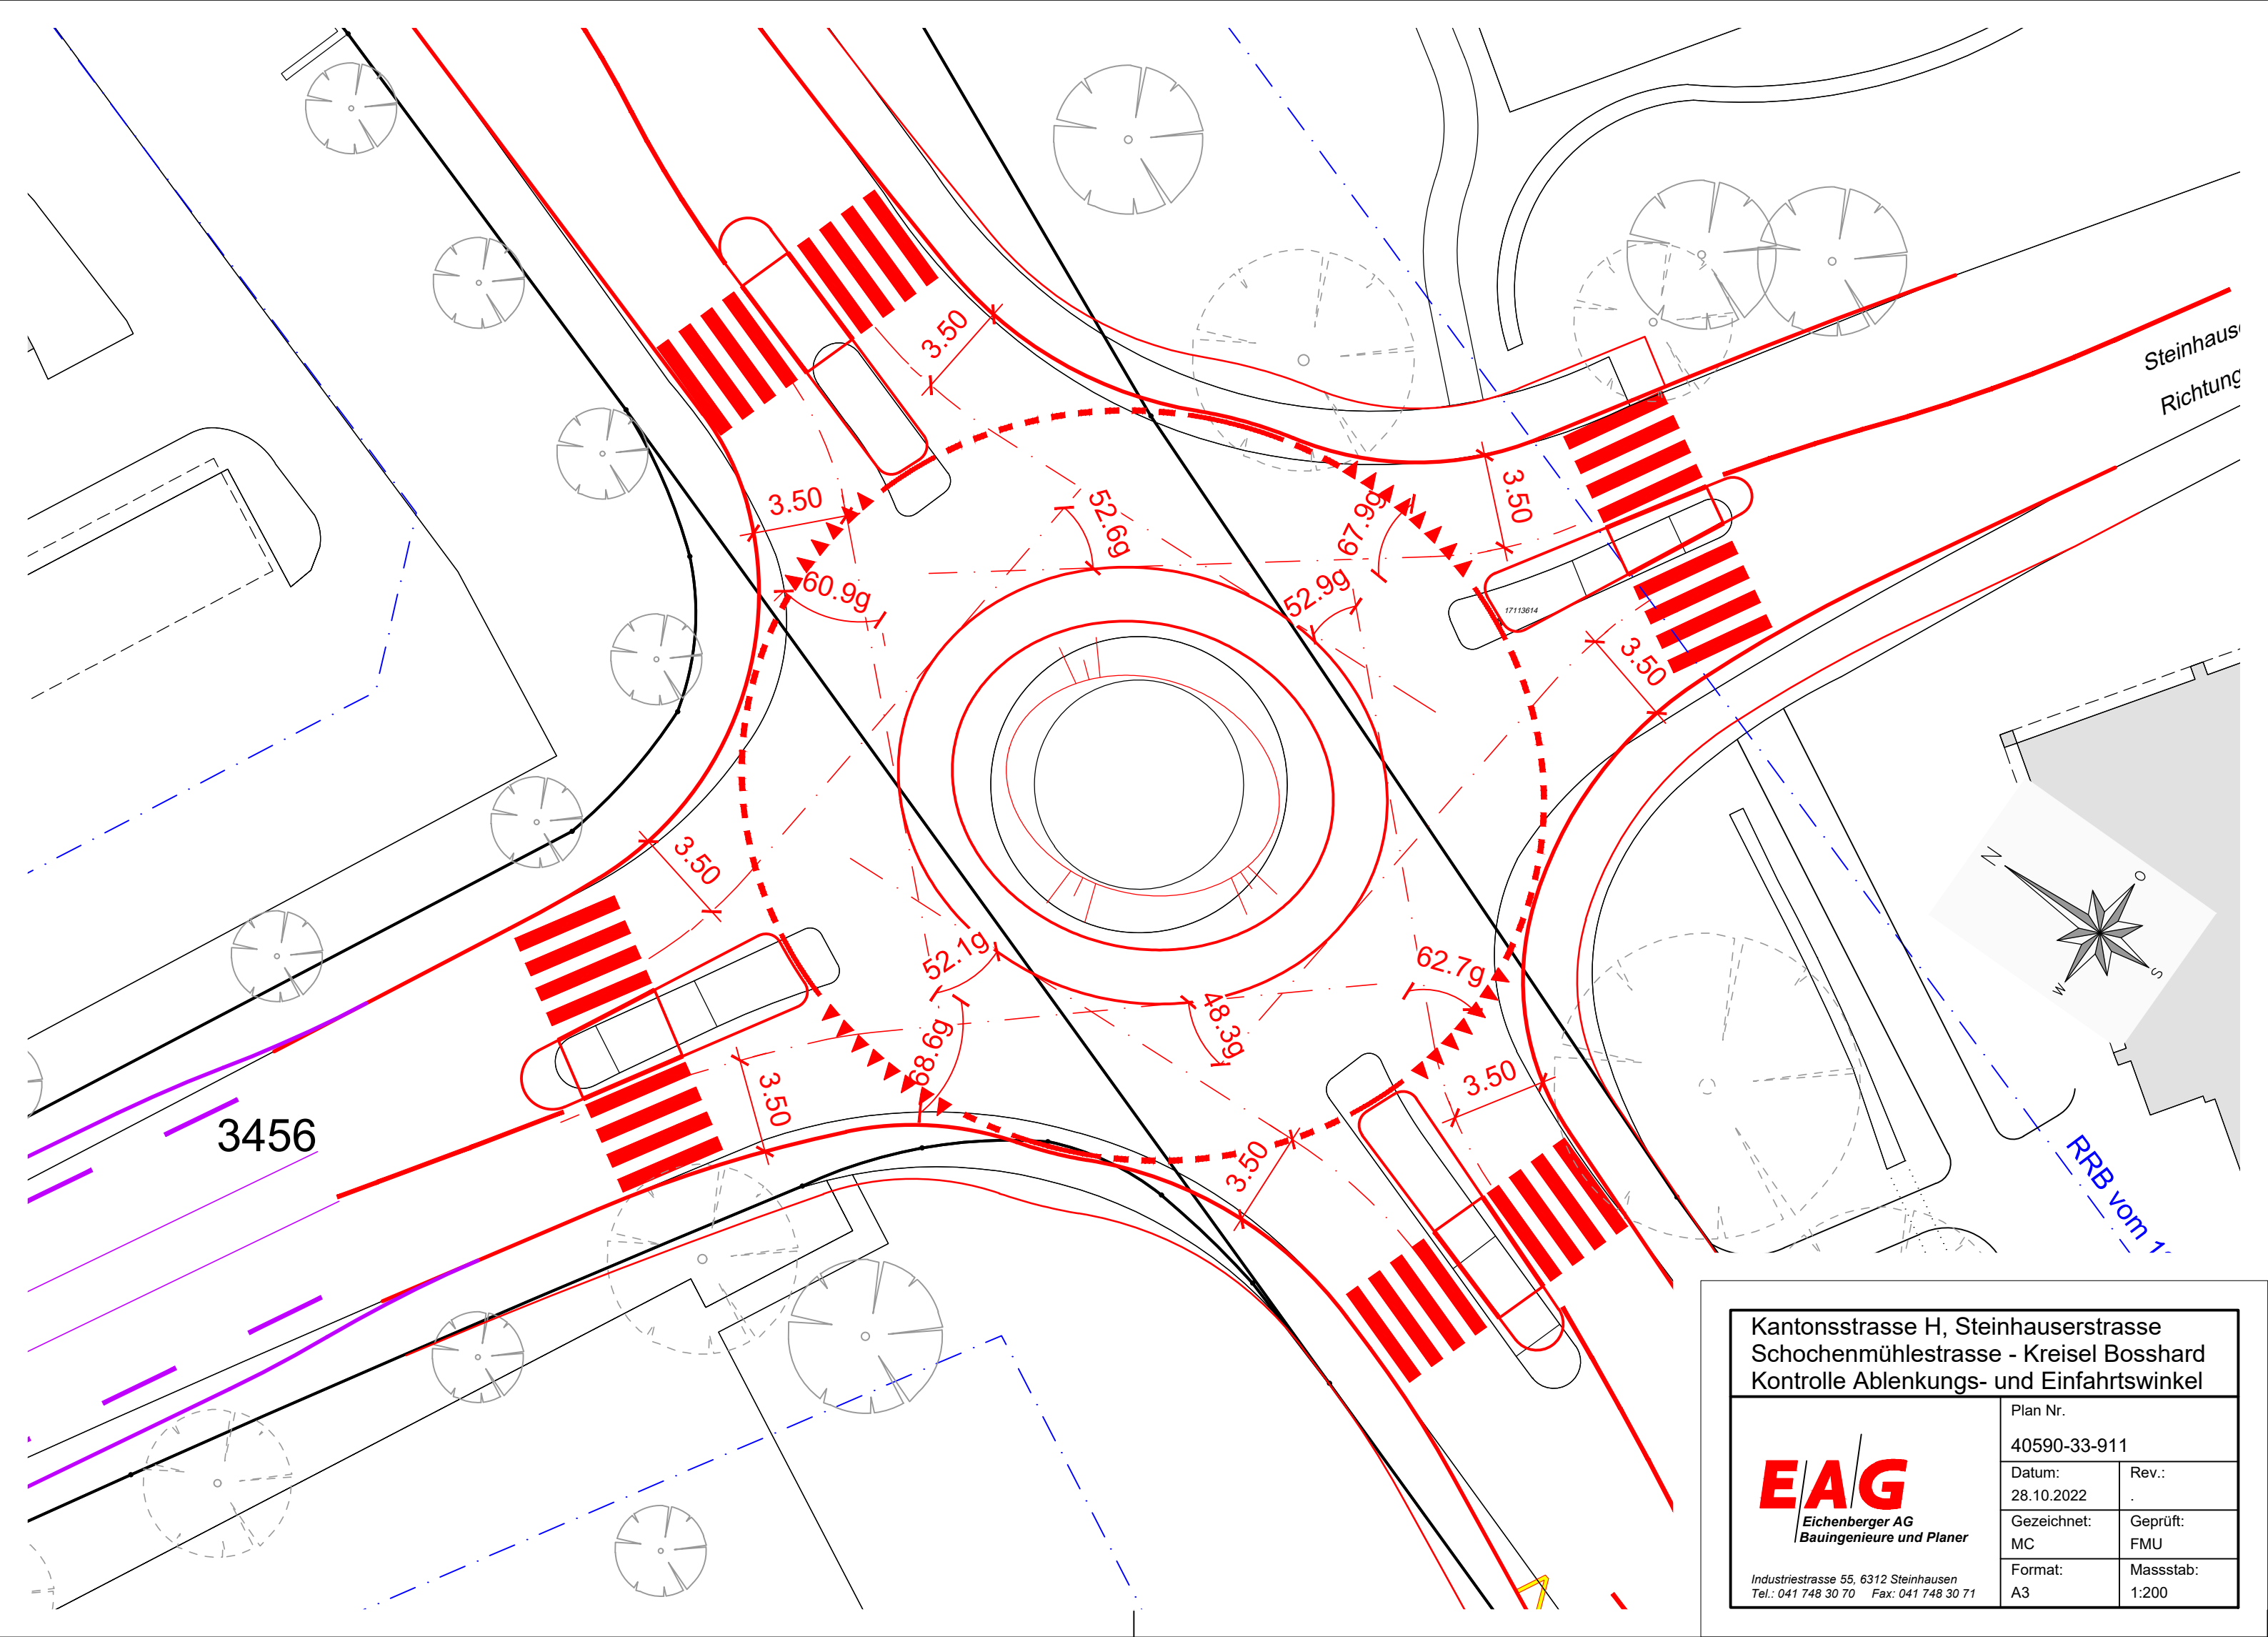 3.50
Steinhaus
Richtung
3.50
52.6g
67.9g
3.50
60.9g
52.9g
17113614
3.50
3.50
N
O
S
W
52.1g
62.7g
48.3g
68.6g
3.50
3.50
3456
3.50
RRB vom 1
Kantonsstrasse H, Steinhauserstrasse
Schochenmühlestrasse - Kreisel Bosshard
Kontrolle Ablenkungs- und Einfahrtswinkel
EAG
Eichenberger AG
Bauingenieure und Planer
Industriestrasse 55, 6312 Steinhausen
Tel.: 041 748 30 70 Fax: 041 748 30 71
Plan Nr.
40590-33-911
Datum:
28.10.2022
Rev.:
.
Gezeichnet:
MC
Geprüft:
FMU
Format:
A3
Massstab:
1:200